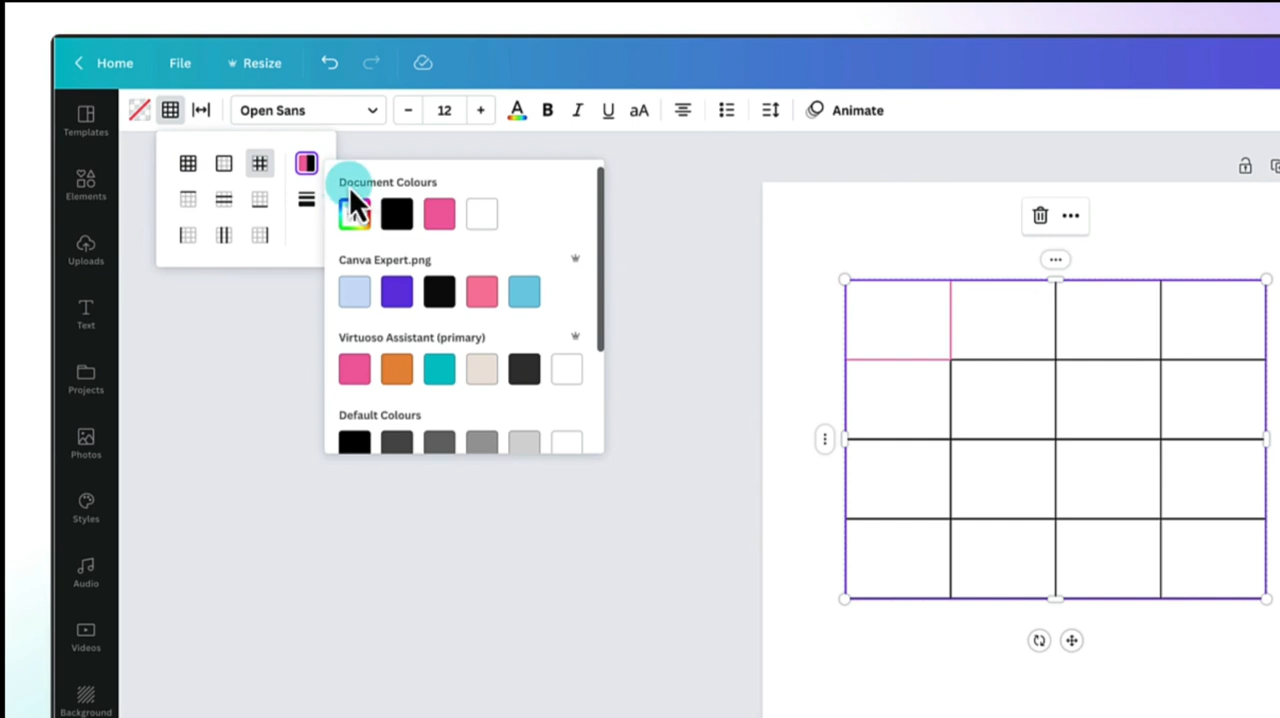 Home File Resize
Open Sans - 12 + A B I U aA Animate
Templates
Elements
Uploads
Text
Projects
Photos
Styles
Audio
Videos
Background
Document Colours
Canva Expert.png
Virtuoso Assistant (primary)
Default Colours